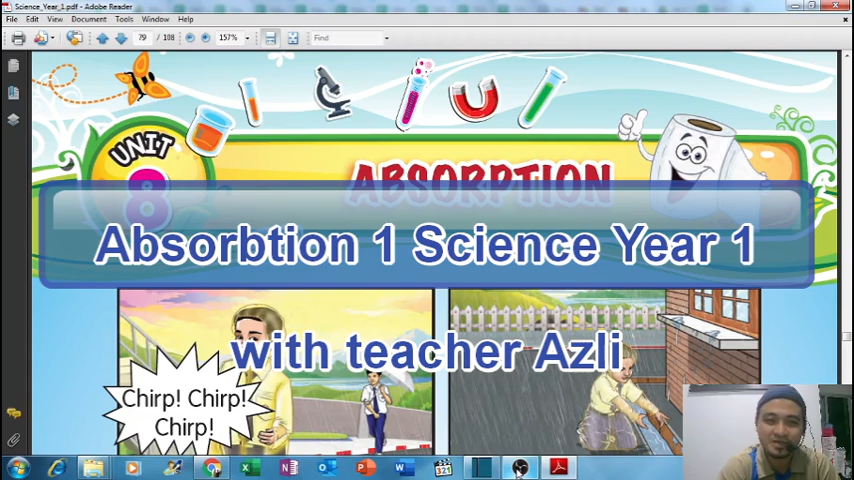 Science_Year_1.pdf - Adobe Reader
File Edit View Document Tools Window Help
79 / 108 157% Find
UNIT
8
ABSORPTION
Absorbtion 1 Science Year 1
with teacher Azli
Chirp! Chirp!
Chirp!